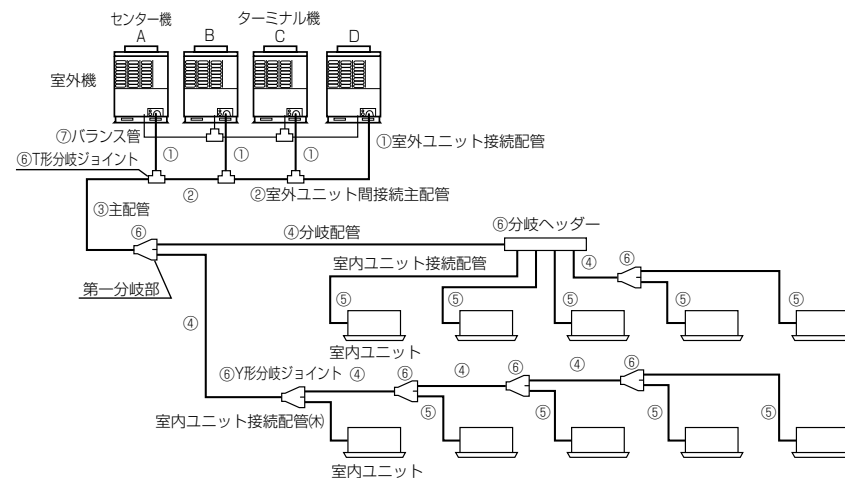 センター機 ターミナル機
A B C D
室外機
⑦バランス管
①室外ユニット接続配管
① ① ①
⑥T形分岐ジョイント
② ②室外ユニット間接続主配管
③主配管
⑥ ④分岐配管 ⑥分岐ヘッダー
室内ユニット接続配管 ④ ⑥
第一分岐部
⑤ ⑤ ⑤ ⑤ ⑤
④
室内ユニット
⑥Y形分岐ジョイント ④ ⑥ ④ ⑥ ④ ⑥
室内ユニット接続配管㈭ ⑤ ⑤ ⑤ ⑤
室内ユニット